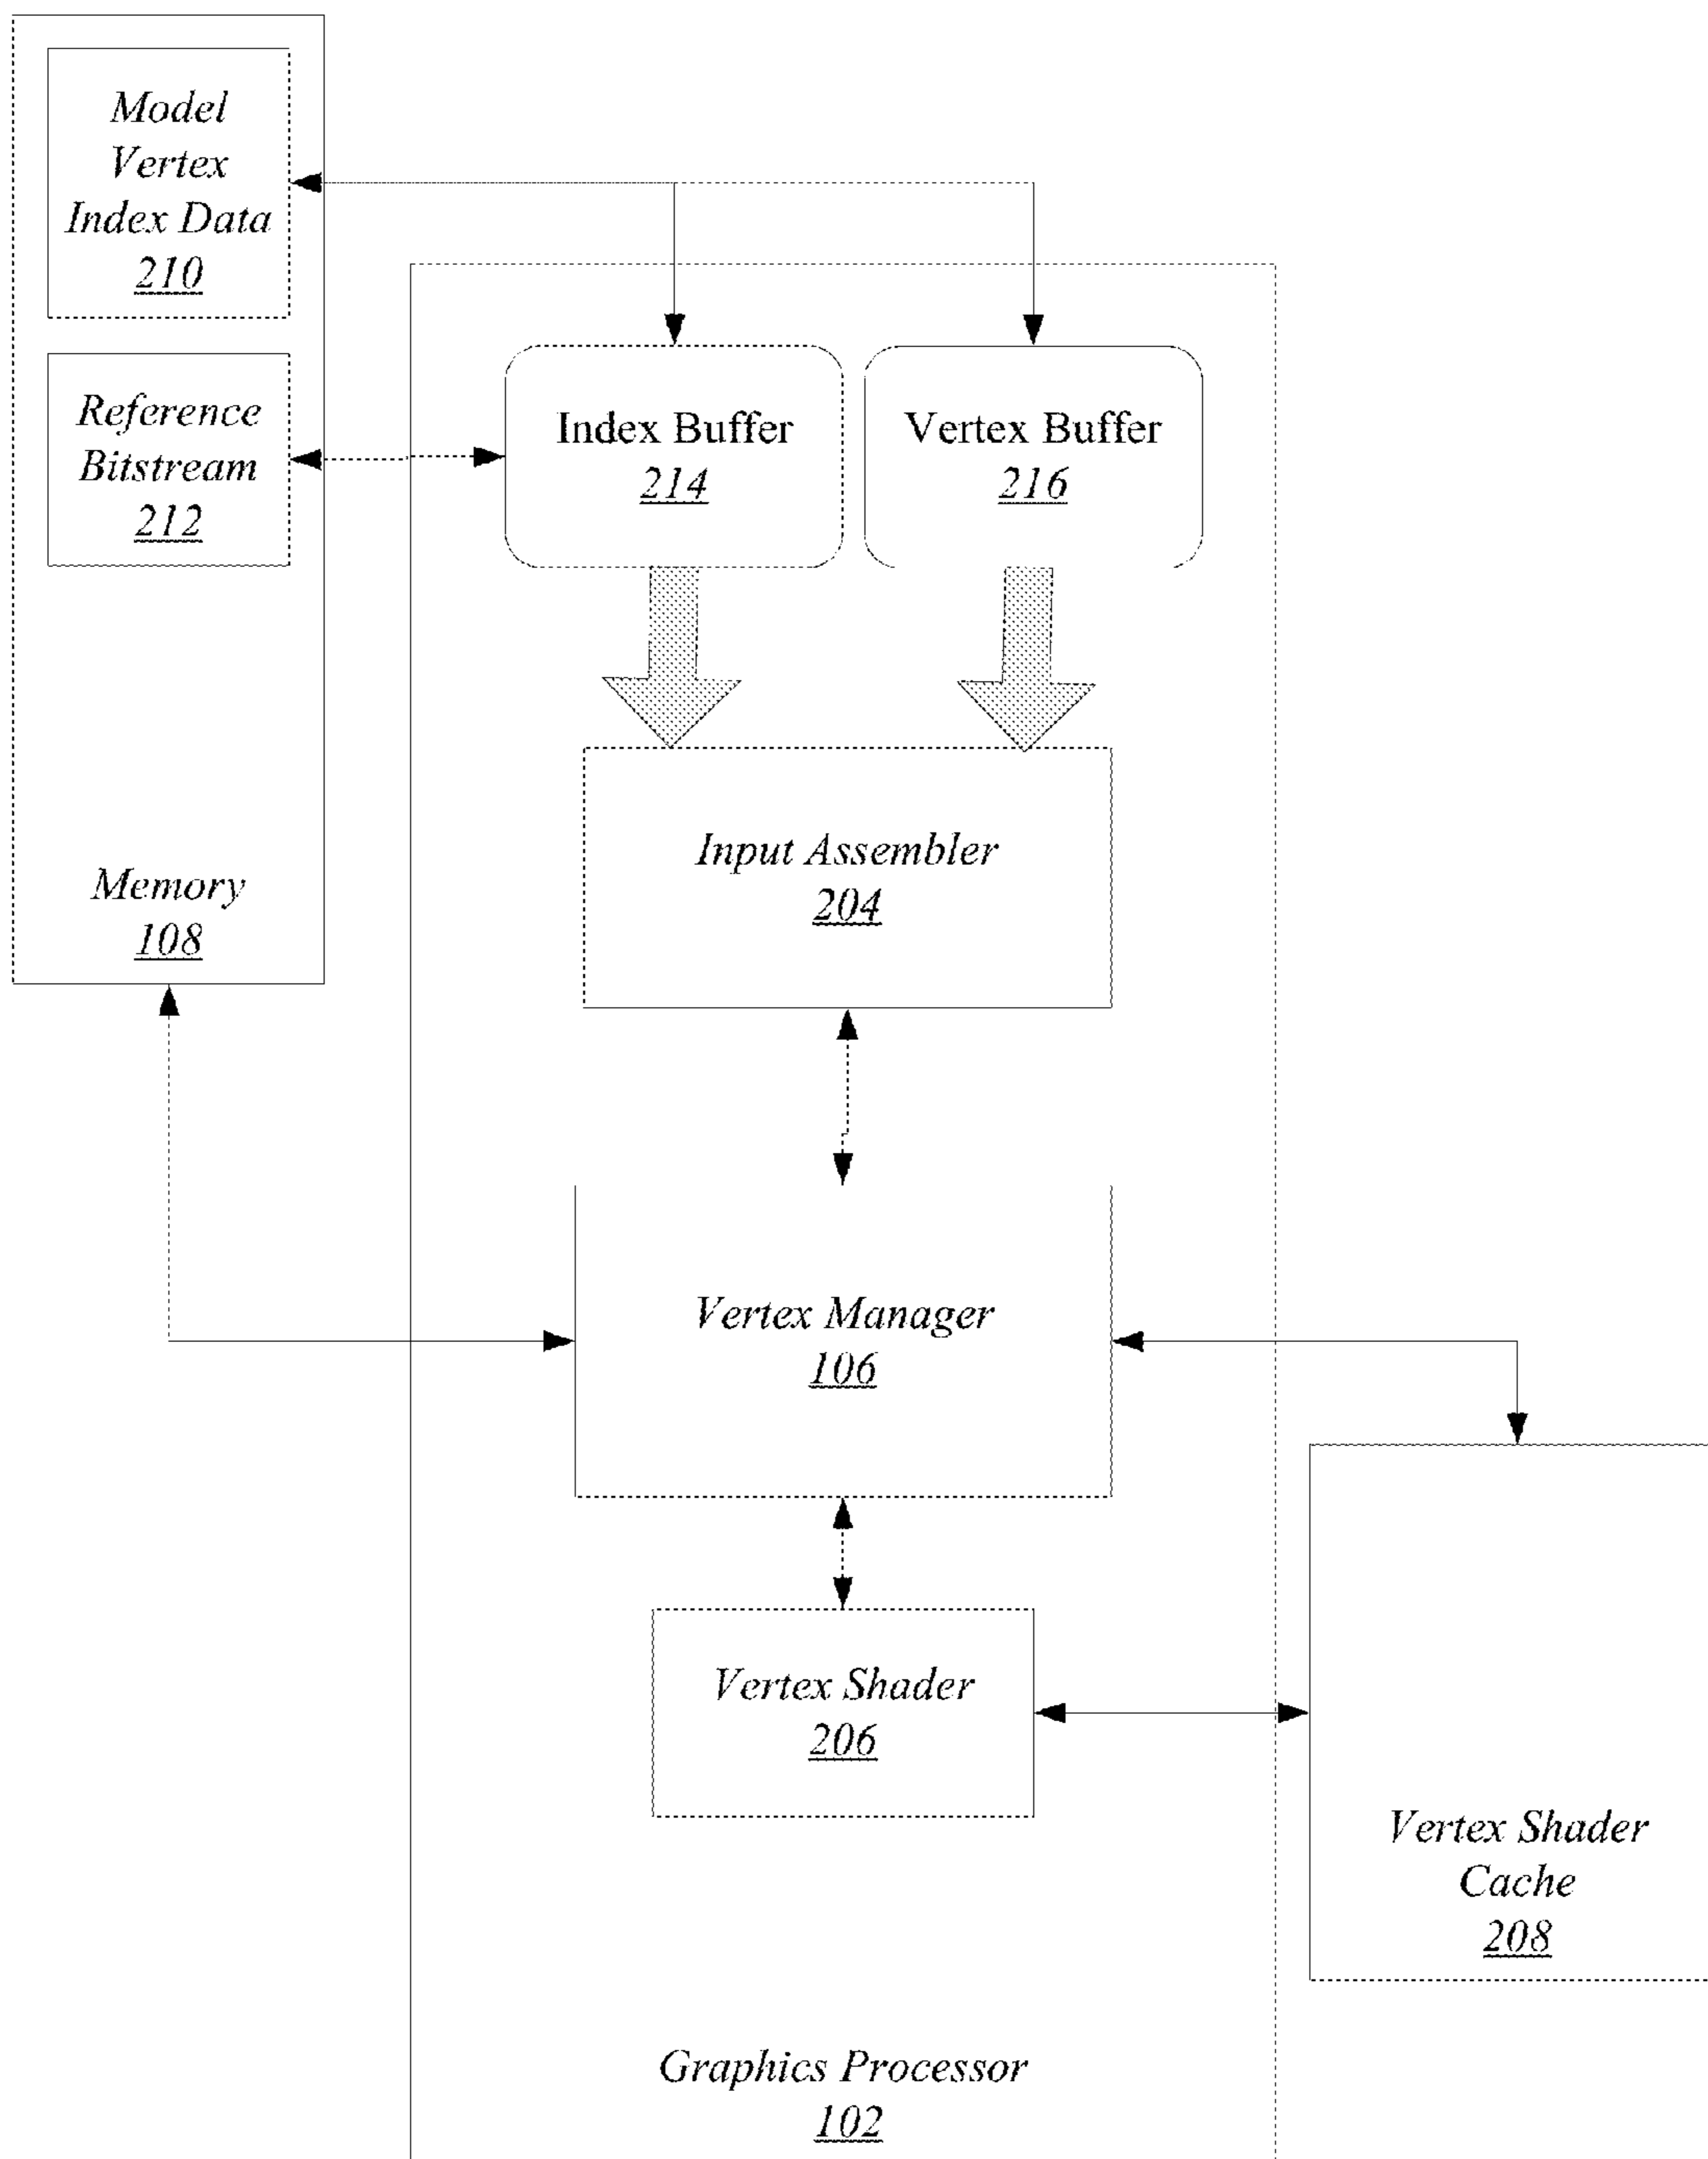 Model
Vertex
Index Data
210
Reference
Bitstream
212
Memory
108
Index Buffer
214
Vertex Buffer
216
Input Assembler
204
Vertex Manager
106
Vertex Shader
206
Vertex Shader
Cache
208
Graphics Processor
102